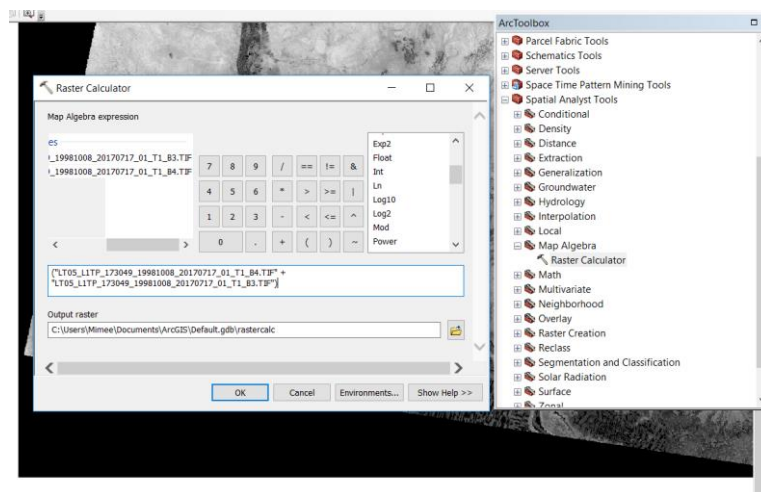 ArcToolbox
Parcel Fabric Tools
Schematics Tools
Server Tools
Space Time Pattern Mining Tools
Spatial Analyst Tools
Conditional
Density
Distance
Extraction
Generalization
Groundwater
Hydrology
Interpolation
Local
Map Algebra
Raster Calculator
Math
Multivariate
Neighborhood
Overlay
Raster Creation
Reclass
Segmentation and Classification
Solar Radiation
Surface
Zonal
Raster Calculator
Map Algebra expression
es
_19981008_20170717_01_T1_B3.TIF
_19981008_20170717_01_T1_B4.TIF
7 8 9 / == != &
4 5 6 * > >= |
1 2 3 - < <= ^
0 . + ( ) ~
Exp2
Float
Int
Ln
Log10
Log2
Mod
Power
("LT05_L1TP_173049_19981008_20170717_01_T1_B4.TIF" +
"LT05_L1TP_173049_19981008_20170717_01_T1_B3.TIF")
Output raster
C:\Users\Mimee\Documents\ArcGIS\Default.gdb\rastercalc
OK Cancel Environments... Show Help >>